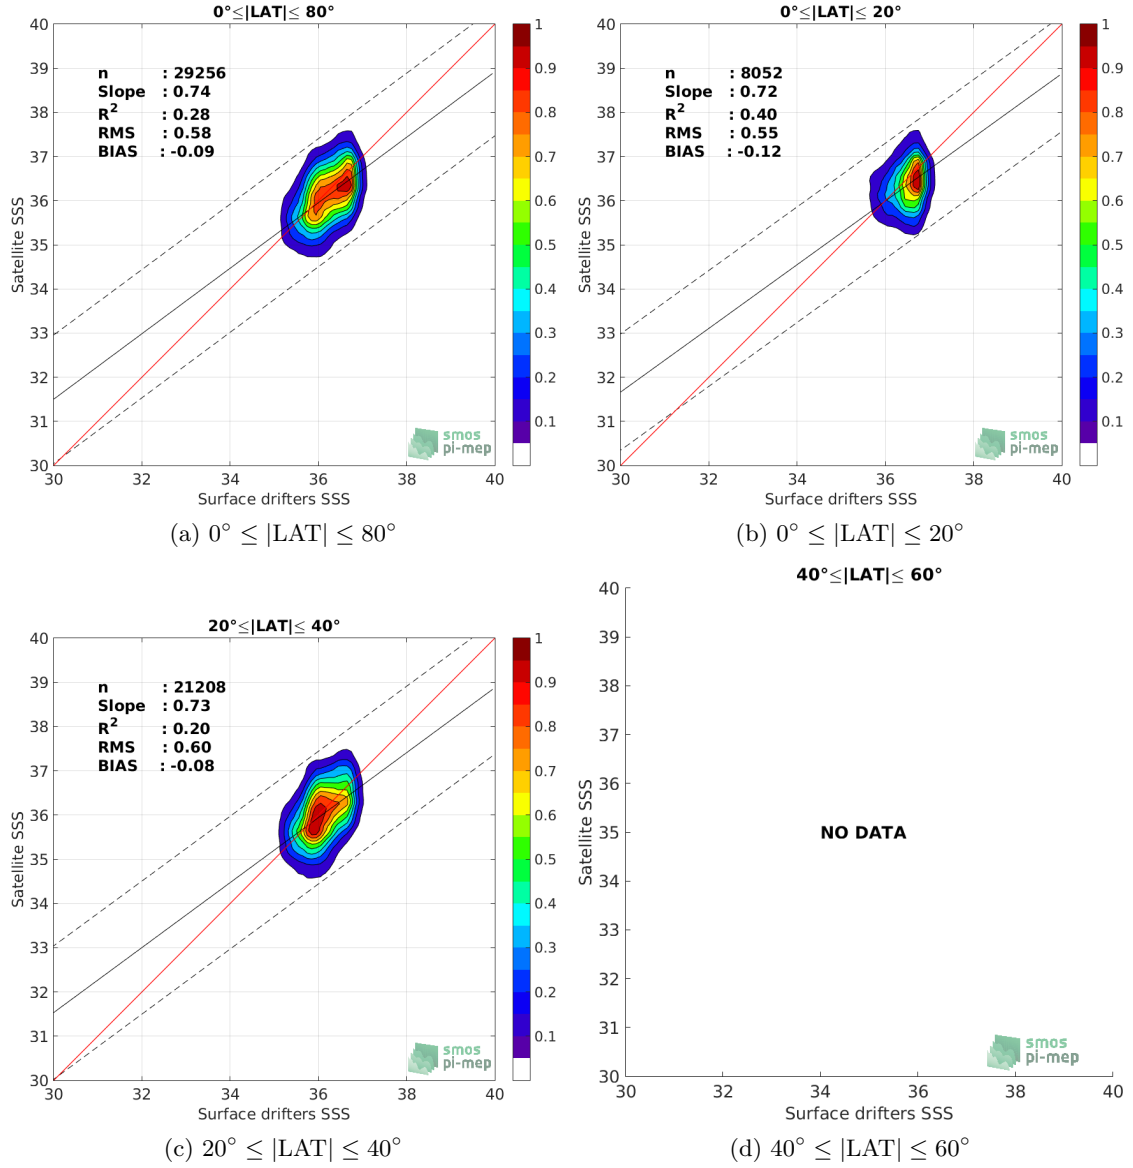 0°≤|LAT|≤ 80°
40
39
38
37
36
35
34
33
32
31
30
30
32
34
36
38
40
Satellite SSS
Surface drifters SSS
n : 29256
Slope : 0.74
R2 : 0.28
RMS : 0.58
BIAS : -0.09
1
0.9
0.8
0.7
0.6
0.5
0.4
0.3
0.2
0.1
smos
pi-mep
(a) 0° ≤ |LAT| ≤ 80°
0°≤|LAT|≤ 20°
40
39
38
37
36
35
34
33
32
31
30
30
32
34
36
38
40
Satellite SSS
Surface drifters SSS
n : 8052
Slope : 0.72
R2 : 0.40
RMS : 0.55
BIAS : -0.12
1
0.9
0.8
0.7
0.6
0.5
0.4
0.3
0.2
0.1
smos
pi-mep
(b) 0° ≤ |LAT| ≤ 20°
20°≤|LAT|≤ 40°
40
39
38
37
36
35
34
33
32
31
30
30
32
34
36
38
40
Satellite SSS
Surface drifters SSS
n : 21208
Slope : 0.73
R2 : 0.20
RMS : 0.60
BIAS : -0.08
1
0.9
0.8
0.7
0.6
0.5
0.4
0.3
0.2
0.1
smos
pi-mep
(c) 20° ≤ |LAT| ≤ 40°
40°≤|LAT|≤ 60°
40
39
38
37
36
35
34
33
32
31
30
30
32
34
36
38
40
Satellite SSS
Surface drifters SSS
NO DATA
smos
pi-mep
(d) 40° ≤ |LAT| ≤ 60°